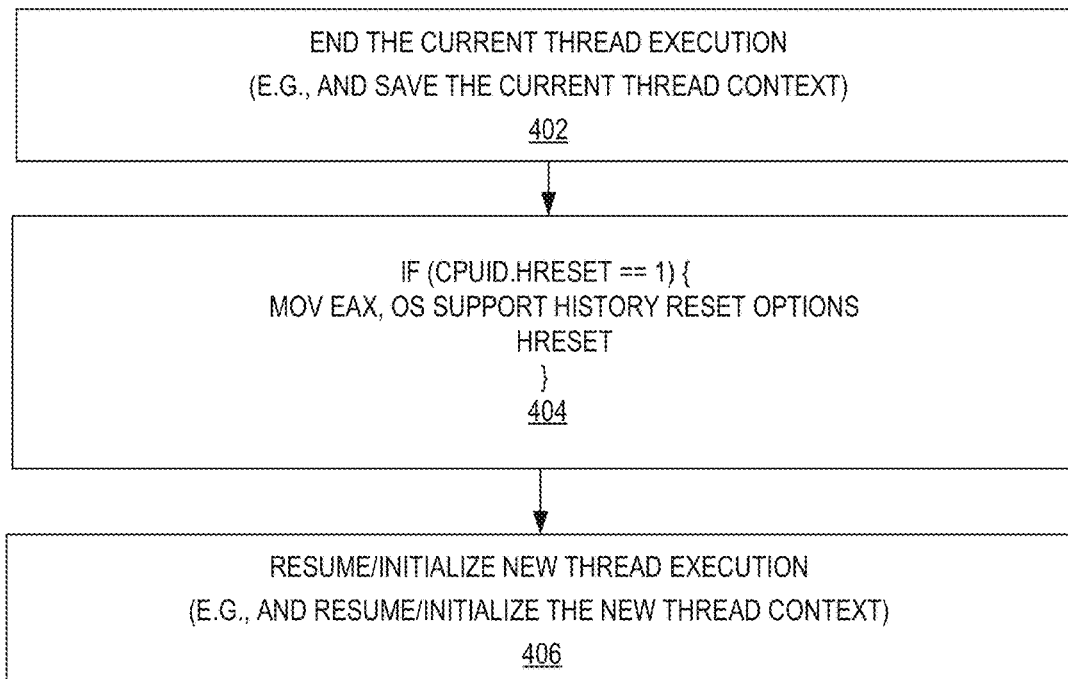 END THE CURRENT THREAD EXECUTION
(E.G., AND SAVE THE CURRENT THREAD CONTEXT)
402
IF (CPUID.HRESET == 1) {
MOV EAX, OS SUPPORT HISTORY RESET OPTIONS
HRESET
}
404
RESUME/INITIALIZE NEW THREAD EXECUTION
(E.G., AND RESUME/INITIALIZE THE NEW THREAD CONTEXT)
406